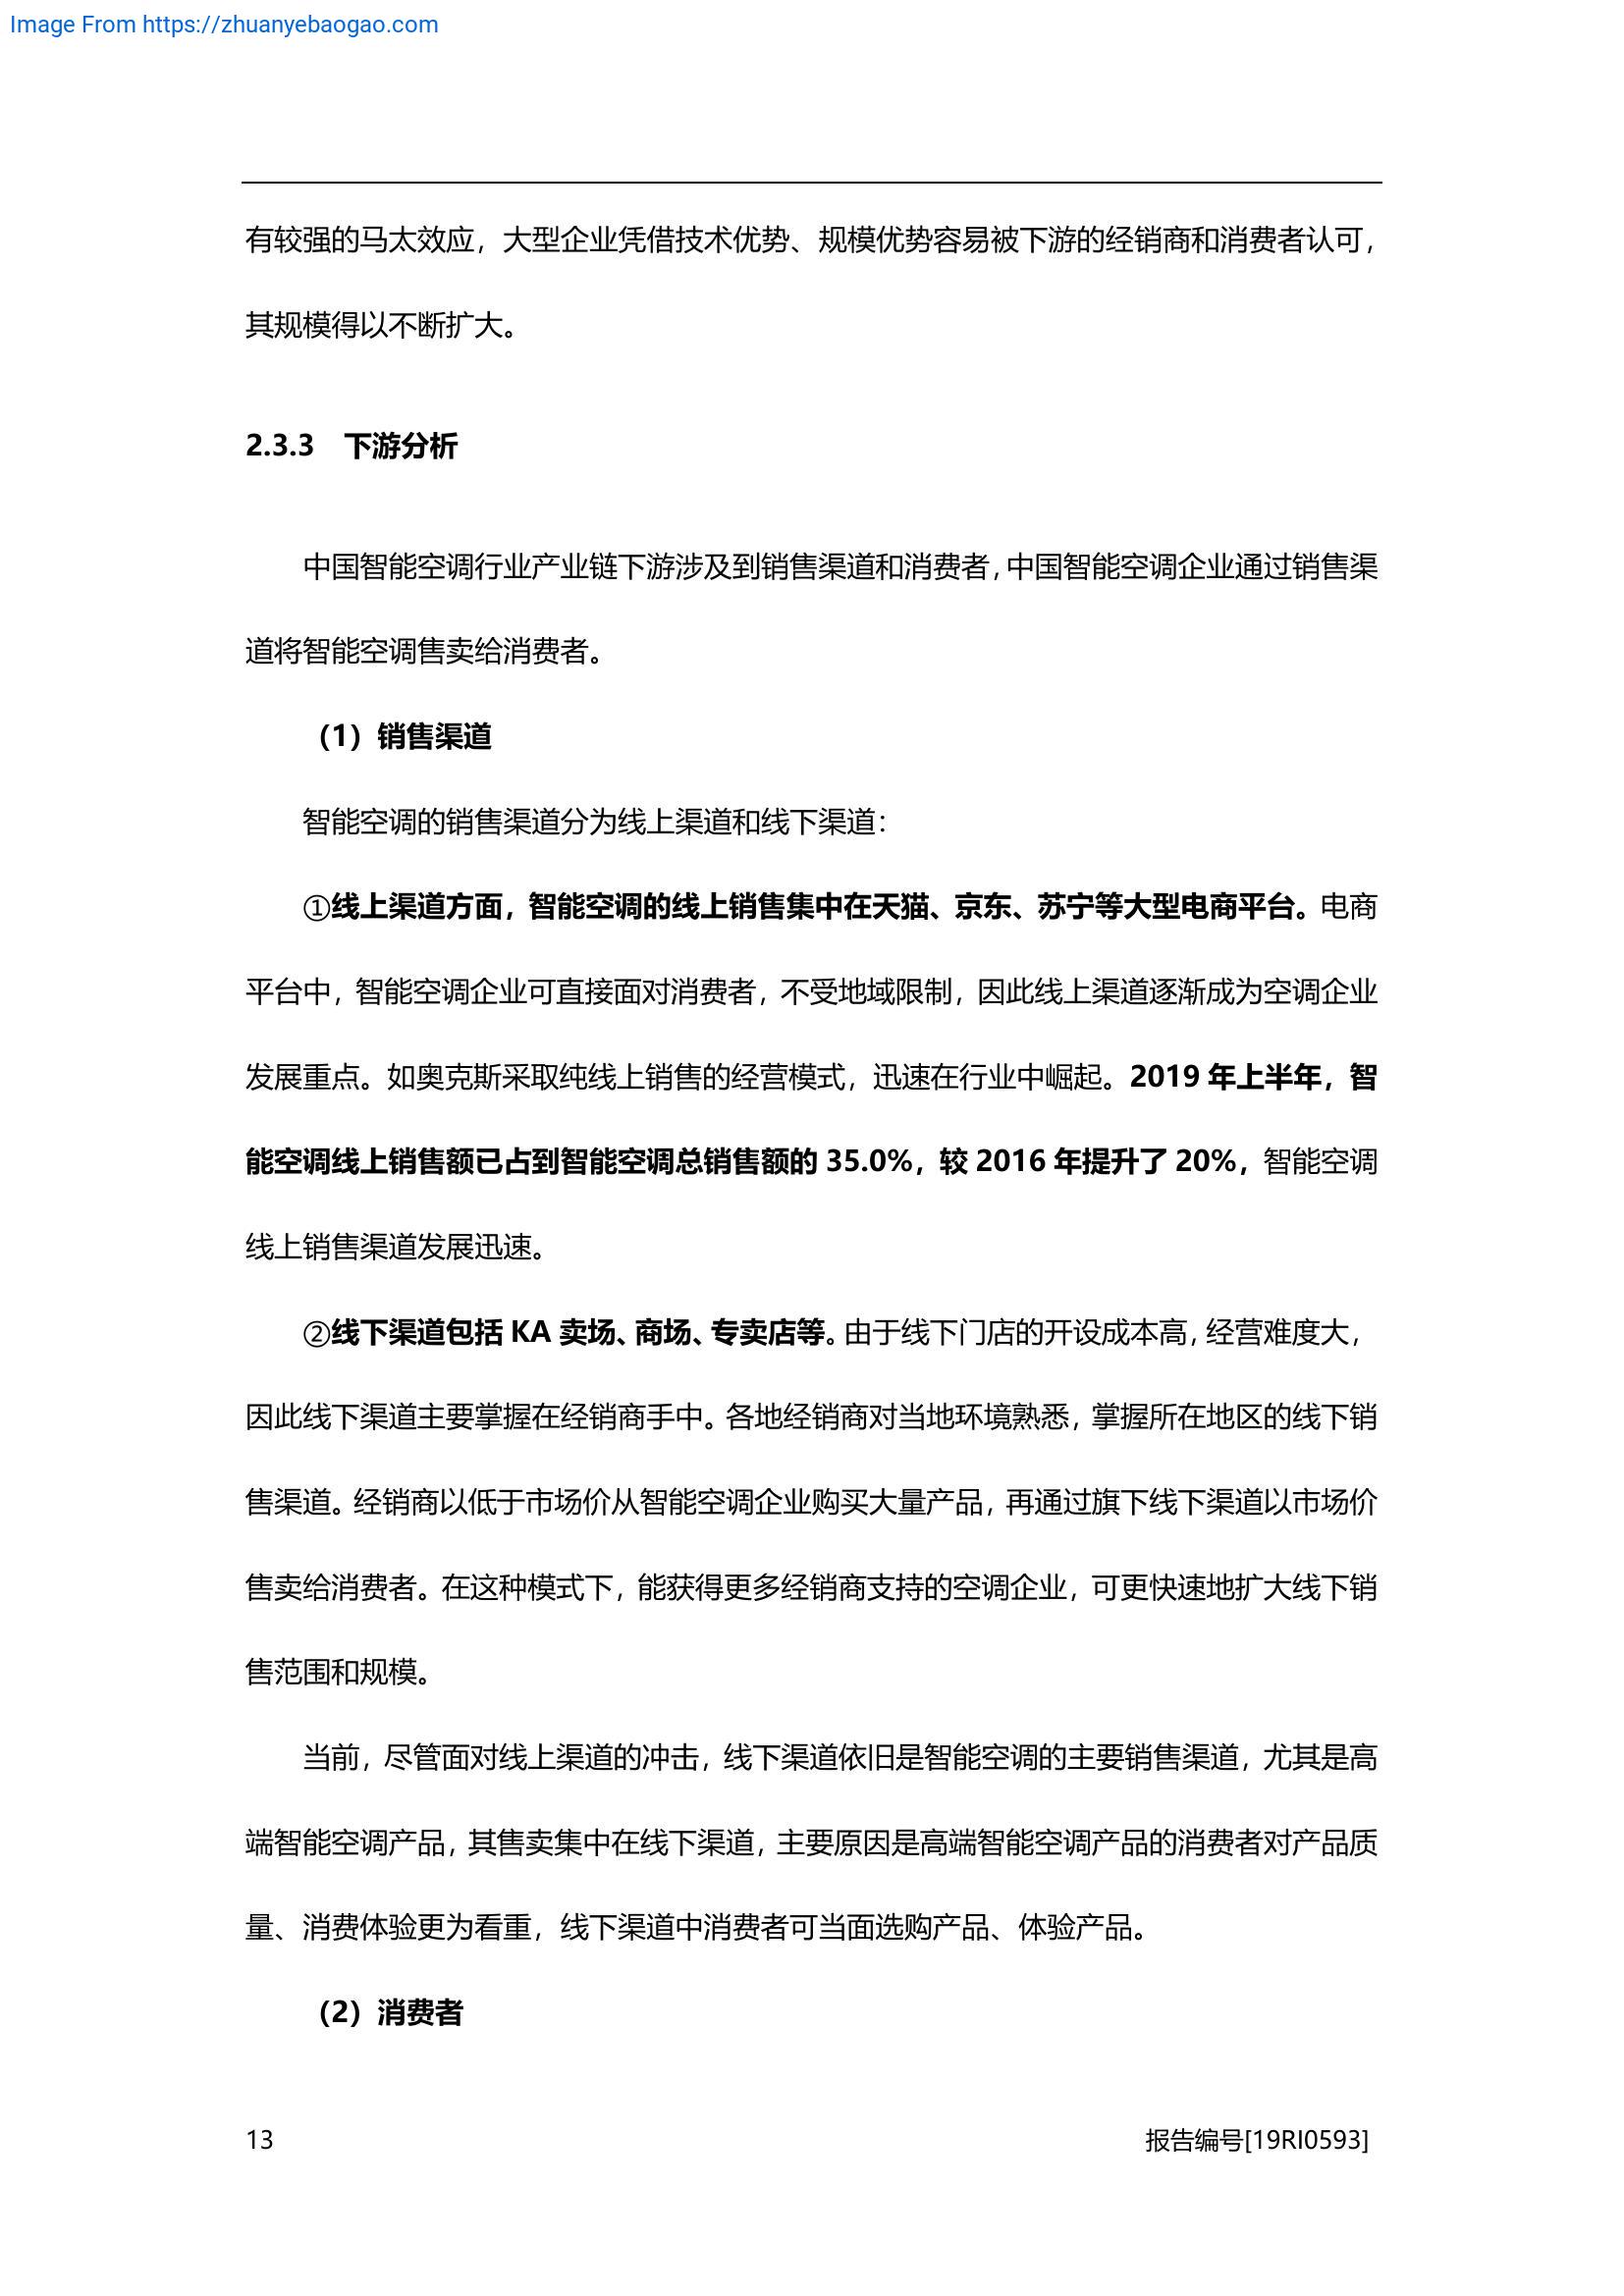 Image From https://zhuanyebaogao.com
有较强的马太效应，大型企业凭借技术优势、规模优势容易被下游的经销商和消费者认可，
其规模得以不断扩大。
2.3.3 下游分析
中国智能空调行业产业链下游涉及到销售渠道和消费者，中国智能空调企业通过销售渠
道将智能空调售卖给消费者。
（1）销售渠道
智能空调的销售渠道分为线上渠道和线下渠道：
①线上渠道方面，智能空调的线上销售集中在天猫、京东、苏宁等大型电商平台。电商
平台中，智能空调企业可直接面对消费者，不受地域限制，因此线上渠道逐渐成为空调企业
发展重点。如奥克斯采取纯线上销售的经营模式，迅速在行业中崛起。2019 年上半年，智
能空调线上销售额已占到智能空调总销售额的 35.0%，较 2016 年提升了 20%，智能空调
线上销售渠道发展迅速。
②线下渠道包括 KA 卖场、商场、专卖店等。由于线下门店的开设成本高，经营难度大，
因此线下渠道主要掌握在经销商手中。各地经销商对当地环境熟悉，掌握所在地区的线下销
售渠道。经销商以低于市场价从智能空调企业购买大量产品，再通过旗下线下渠道以市场价
售卖给消费者。在这种模式下，能获得更多经销商支持的空调企业，可更快速地扩大线下销
售范围和规模。
当前，尽管面对线上渠道的冲击，线下渠道依旧是智能空调的主要销售渠道，尤其是高
端智能空调产品，其售卖集中在线下渠道，主要原因是高端智能空调产品的消费者对产品质
量、消费体验更为看重，线下渠道中消费者可当面选购产品、体验产品。
（2）消费者
13 报告编号[19RI0593]